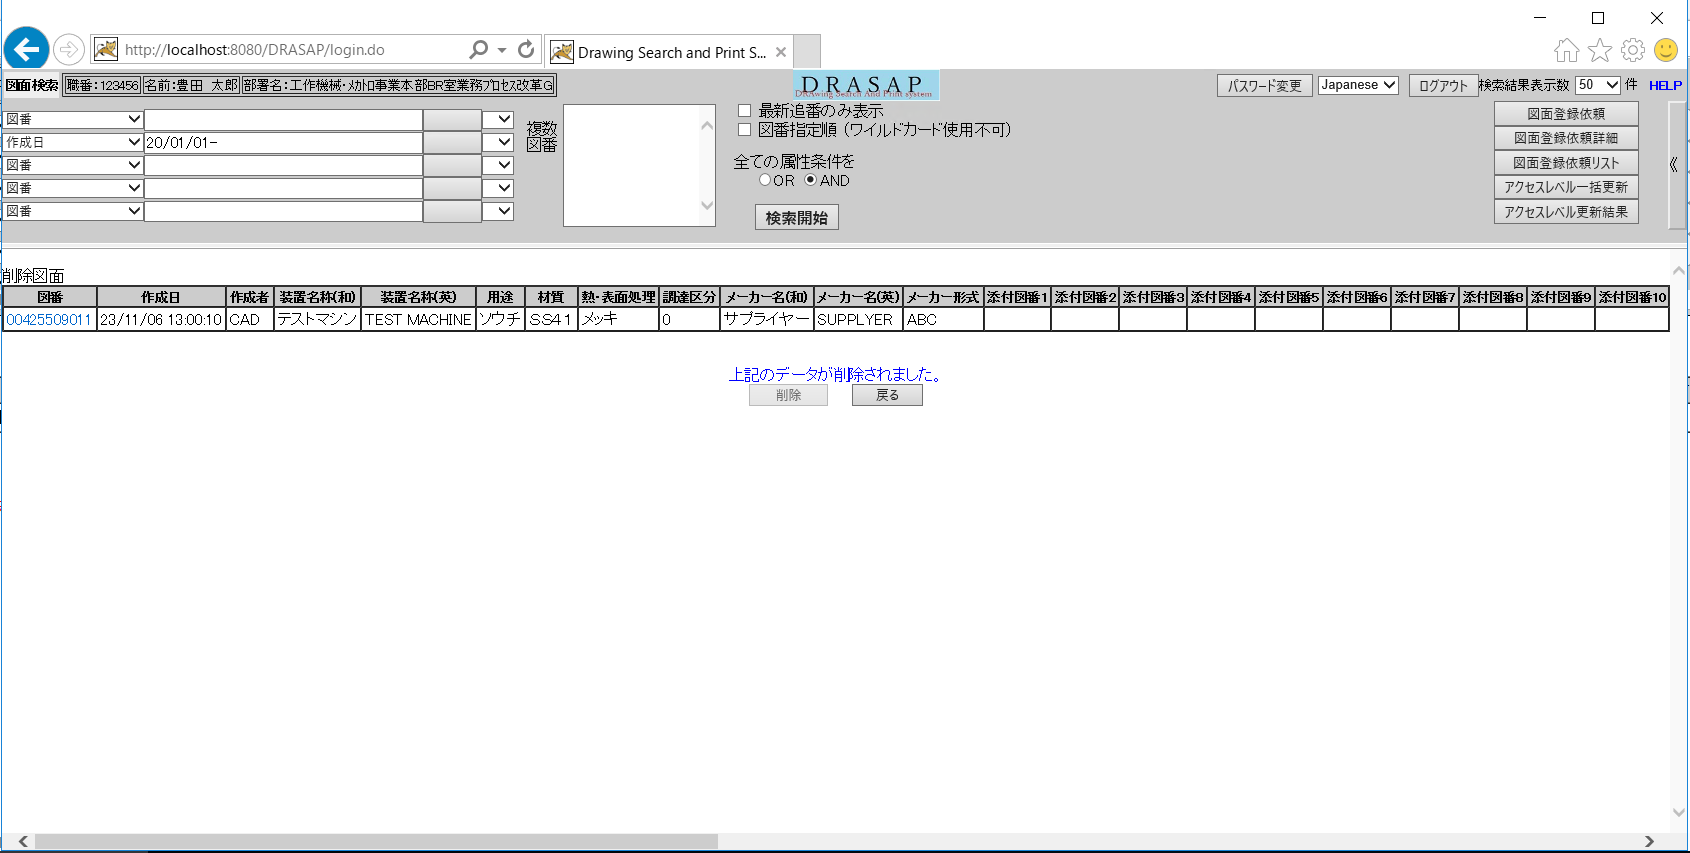 http://localhost:8080/DRASAP/login.do
Drawing Search and Print S...
図面検索 職番：123456 名前：豊田　太郎 部署名：工作機械・ﾒｶﾄﾛ事業本部BR室業務ﾌﾟﾛｾｽ改革G
DRASAP
DRAwing Search And Print system
パスワード変更 Japanese ログアウト 検索結果表示数 50 件 HELP
図番
作成日 20/01/01-
図番
図番
図番
複数
図番
最新追番のみ表示
図番指定順（ワイルドカード使用不可）
全ての属性条件を
OR AND
検索開始
図面登録依頼
図面登録依頼詳細
図面登録依頼リスト
アクセスレベル一括更新
アクセスレベル更新結果
《
削除図面
図番 作成日 作成者 装置名称(和) 装置名称(英) 用途 材質 熱・表面処理 調達区分 メーカー名(和) メーカー名(英) メーカー形式 添付図番1 添付図番2 添付図番3 添付図番4 添付図番5 添付図番6 添付図番7 添付図番8 添付図番9 添付図番10
00425509011 23/11/06 13:00:10 CAD テストマシン TEST MACHINE ソウチ ＳＳ４１ メッキ 0 サプライヤー SUPPLYER ABC
上記のデータが削除されました。
削除 戻る